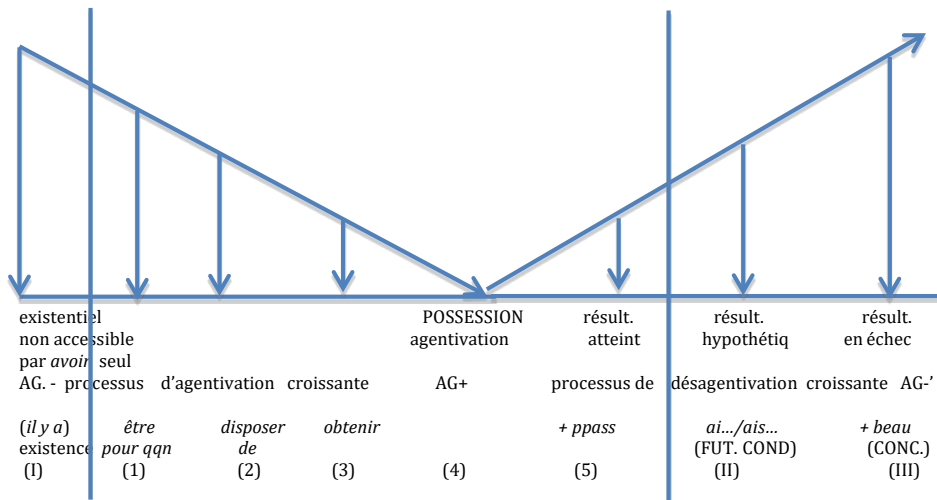 existentiel POSSESSION résult. résult. résult.
non accessible agentivation atteint hypothétiq en échec
par avoir seul
AG. - processus d'agentivation croissante AG+ processus de désagentivation croissante AG-'
(il y a) être disposer obtenir + ppass ai…/ais… + beau
existence pour qqn de (FUT. COND) (CONC.)
(I) (1) (2) (3) (4) (5) (II) (III)